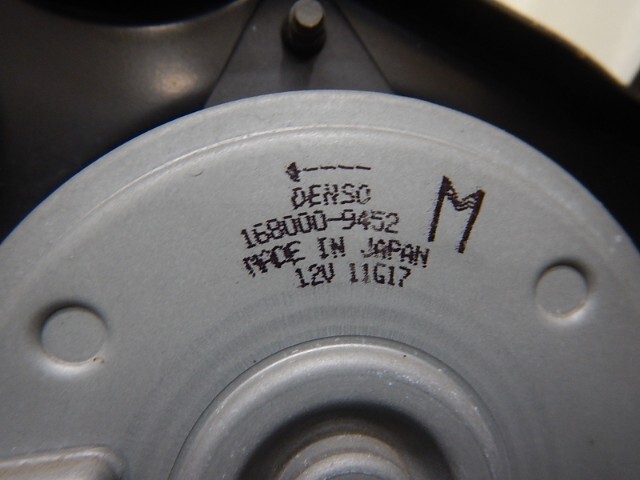 DENSO
168000-9452 M
MADE IN JAPAN
12V 11G17